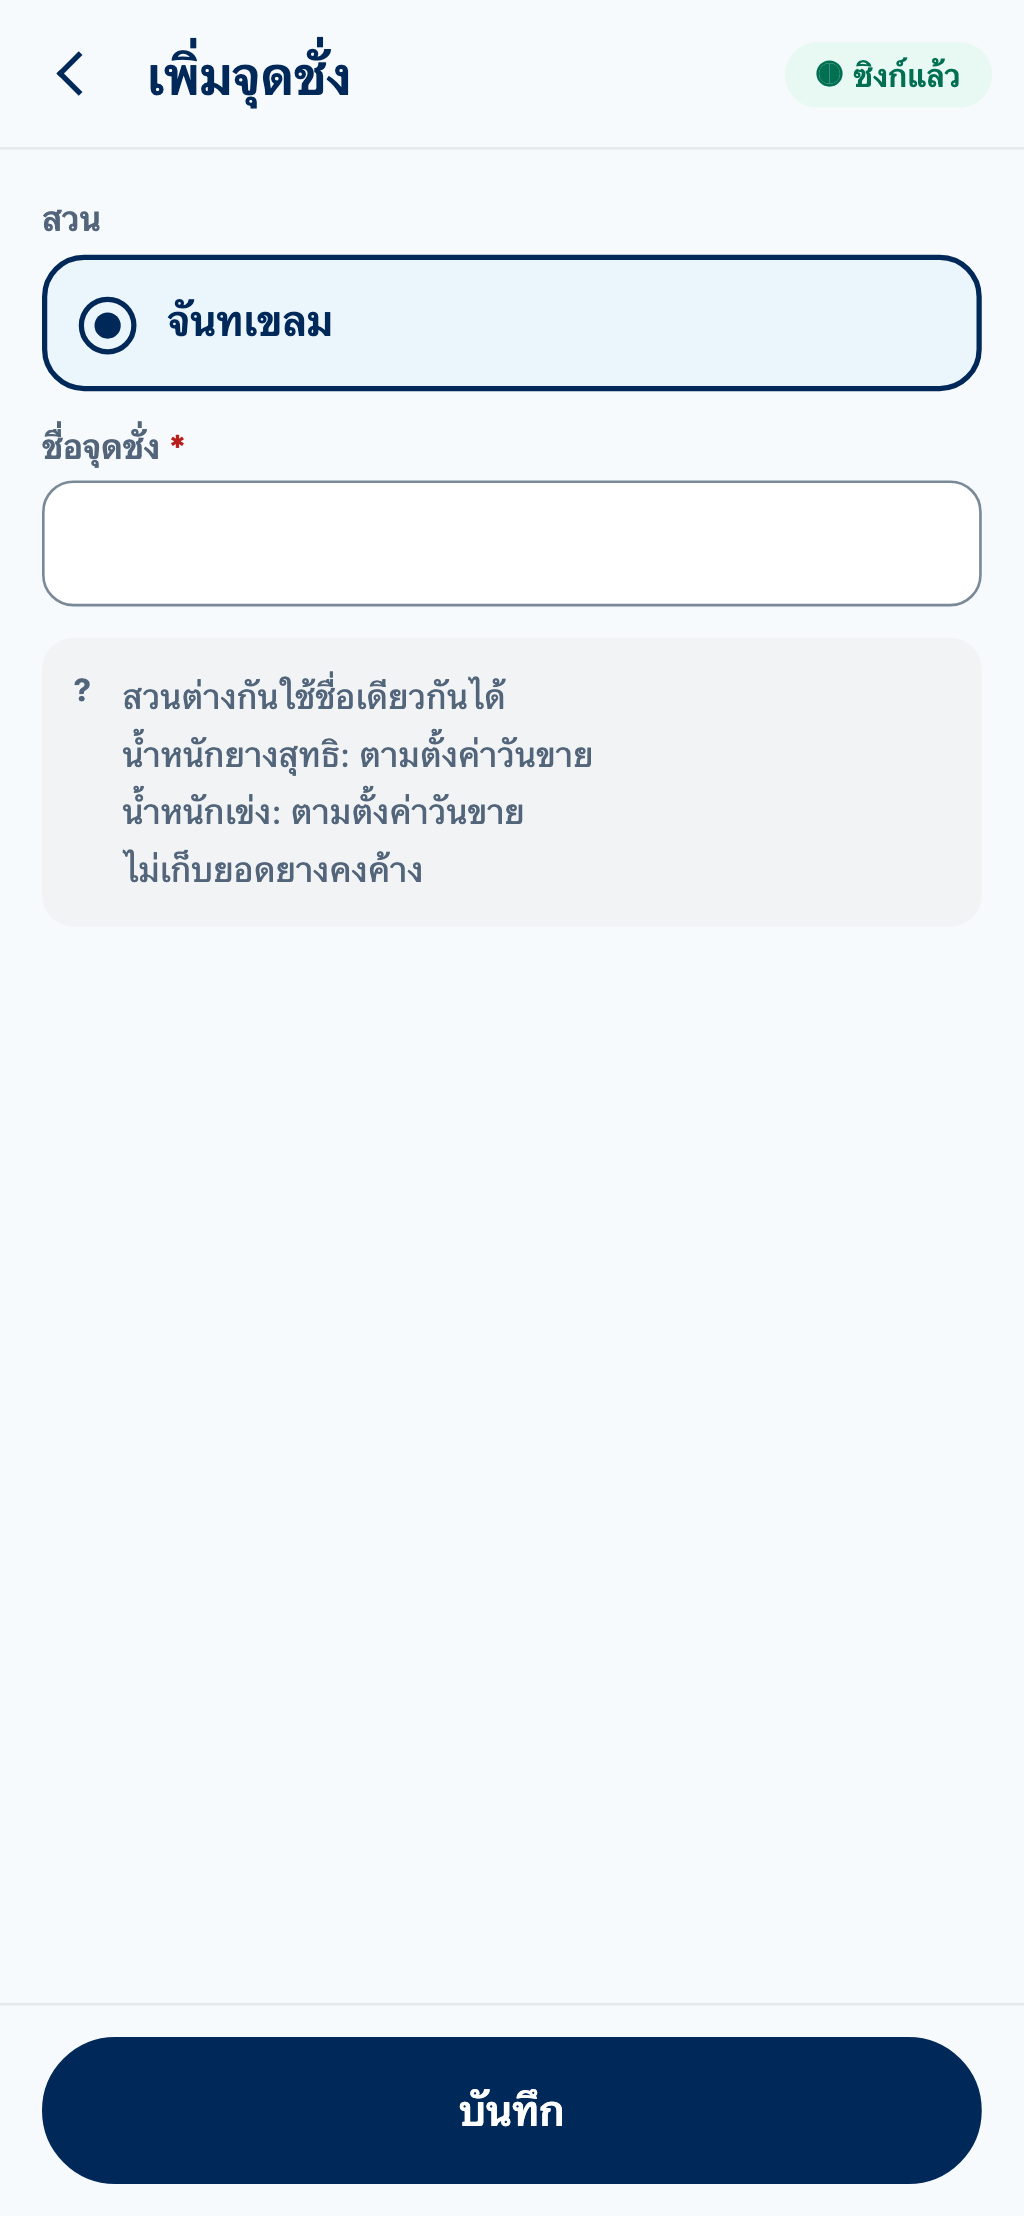 เพิ่มจุดชั่ง
ซิงก์แล้ว
สวน
จันทเขลม
ชื่อจุดชั่ง *
? สวนต่างกันใช้ชื่อเดียวกันได้
น้ำหนักยางสุทธิ: ตามตั้งค่าวันขาย
น้ำหนักเข่ง: ตามตั้งค่าวันขาย
ไม่เก็บยอดยางคงค้าง
บันทึก